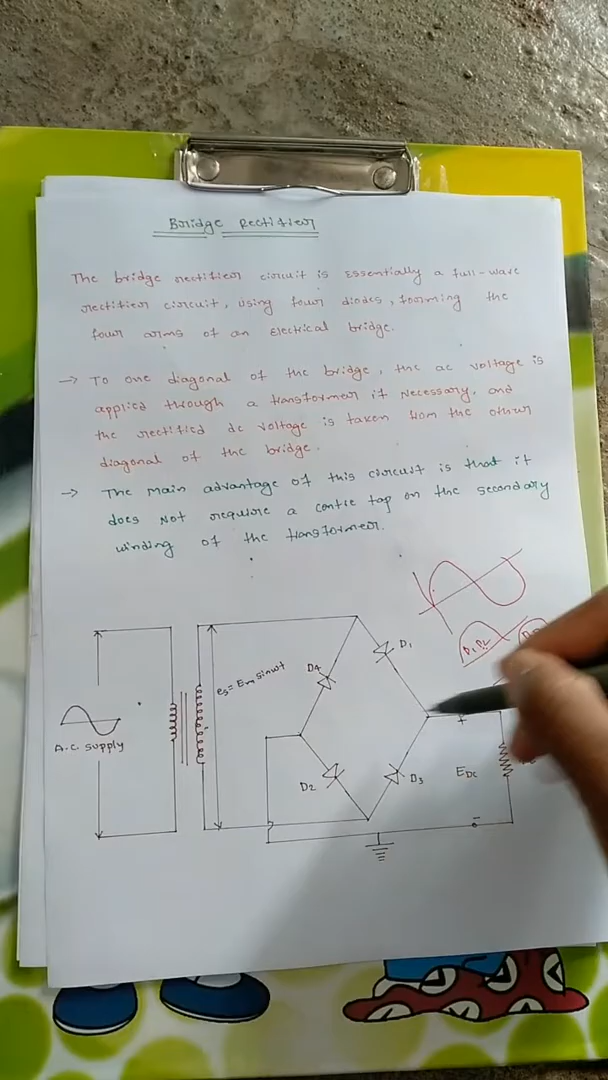 Bridge Rectifier
The bridge rectifier circuit is essentially a full-wave
rectifier circuit, using four diodes, forming the
four arms of an Electrical bridge.
→ To one diagonal of the bridge, the ac voltage is
applied through a transformer if necessary, and
the rectified dc voltage is taken from the other
diagonal of the bridge.
→ The main advantage of this circuit is that it
does not require a centre tap on the secondary
winding of the transformer.
D1 D2
D1
D4
es = Em sinωt
A.C. supply
D2
D3
+
EDC
-